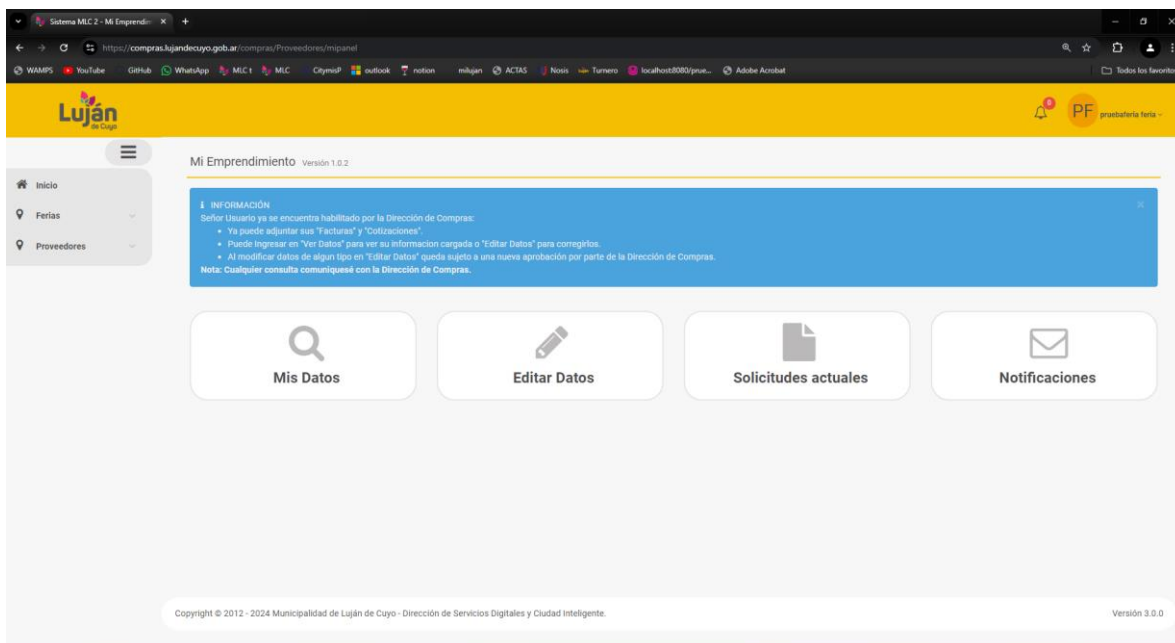 Sistema MLC 2 - Mi Emprendim
https://compras.lujandecuyo.gob.ar/compras/Proveedores/mipanel
WAMPS YouTube GitHub WhatsApp MLC t MLC CitymisP outlook notion milujan ACTAS Nosis Turnero localhost:8080/prue... Adobe Acrobat Todos los favoritos
Luján
de Cuyo
0
PF pruebafería feria
Mi Emprendimiento Versión 1.0.2
Inicio
Ferias
Proveedores
INFORMACIÓN
Señor Usuario ya se encuentra habilitado por la Dirección de Compras:
• Ya puede adjuntar sus "Facturas" y "Cotizaciones".
• Puede Ingresar en "Ver Datos" para ver su informacion cargada o "Editar Datos" para corregirlos.
• Al modificar datos de algun tipo en "Editar Datos" queda sujeto a una nueva aprobación por parte de la Dirección de Compras.
Nota: Cualquier consulta comuniquesé con la Dirección de Compras.
Mis Datos
Editar Datos
Solicitudes actuales
Notificaciones
Copyright © 2012 - 2024 Municipalidad de Luján de Cuyo - Dirección de Servicios Digitales y Ciudad Inteligente.
Versión 3.0.0